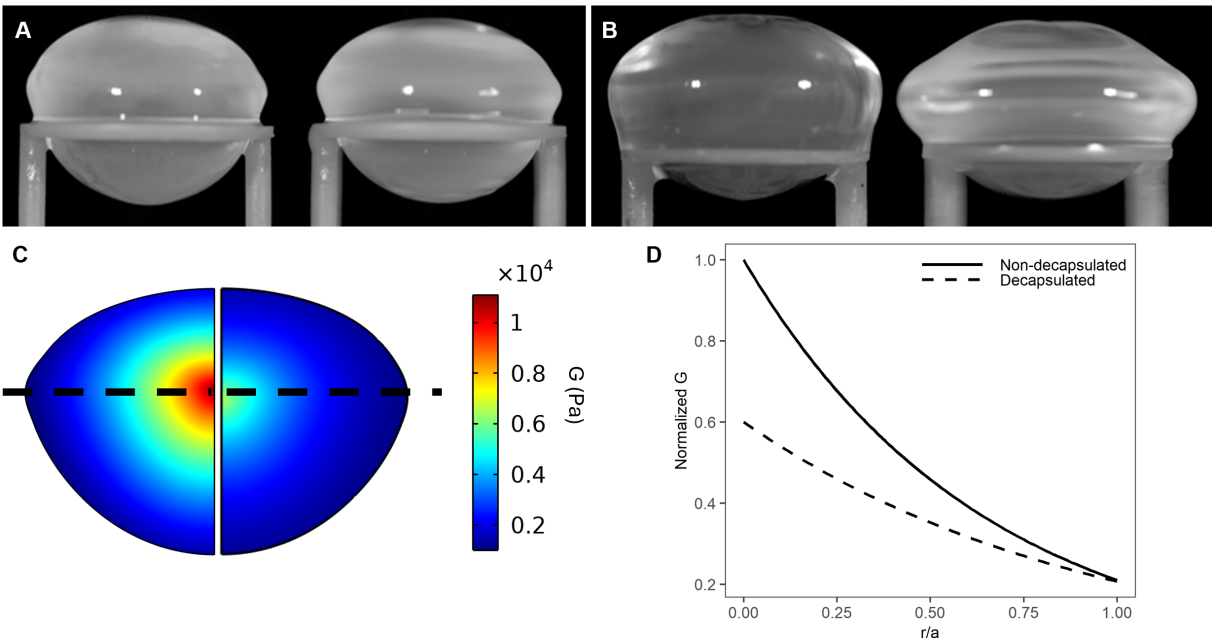 A
B
C
×10⁴
1
0.8
0.6
0.4
0.2
G (Pa)
D
Non-decapsulated
Decapsulated
1.0
0.8
0.6
0.4
0.2
Normalized G
0.00 0.25 0.50 0.75 1.00
r/a